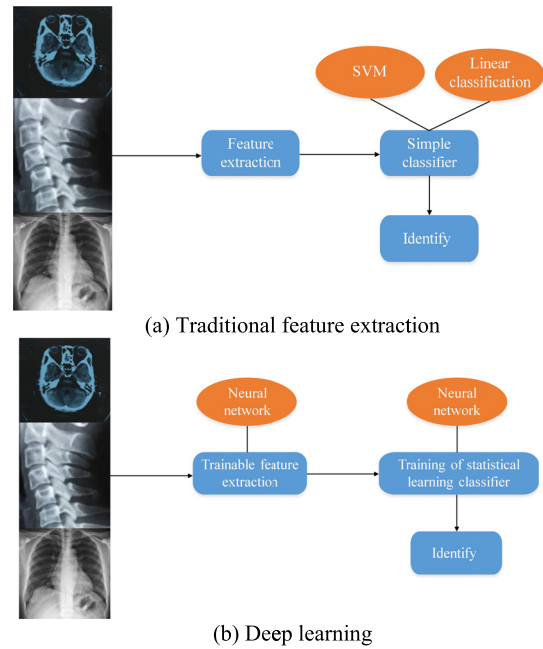 SVM
Linear
classification
Feature
extraction
Simple
classifier
Identify
(a) Traditional feature extraction
Neural
network
Neural
network
Trainable feature
extraction
Training of statistical
learning classifier
Identify
(b) Deep learning